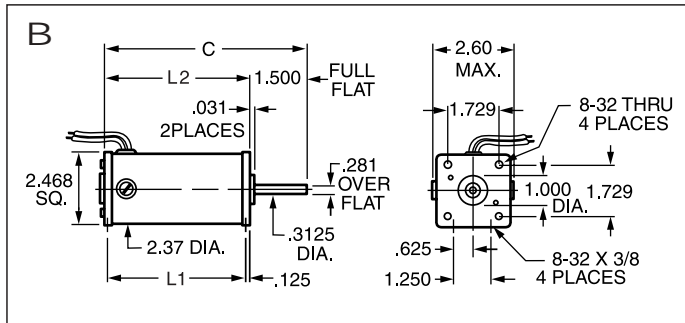 B
C
L2
1.500
FULL
FLAT
.031
2PLACES
2.468
SQ.
.281
OVER
FLAT
2.37 DIA.
.3125
DIA.
L1
.125
2.60
MAX.
1.729
8-32 THRU
4 PLACES
1.000
DIA.
1.729
.625
1.250
8-32 X 3/8
4 PLACES